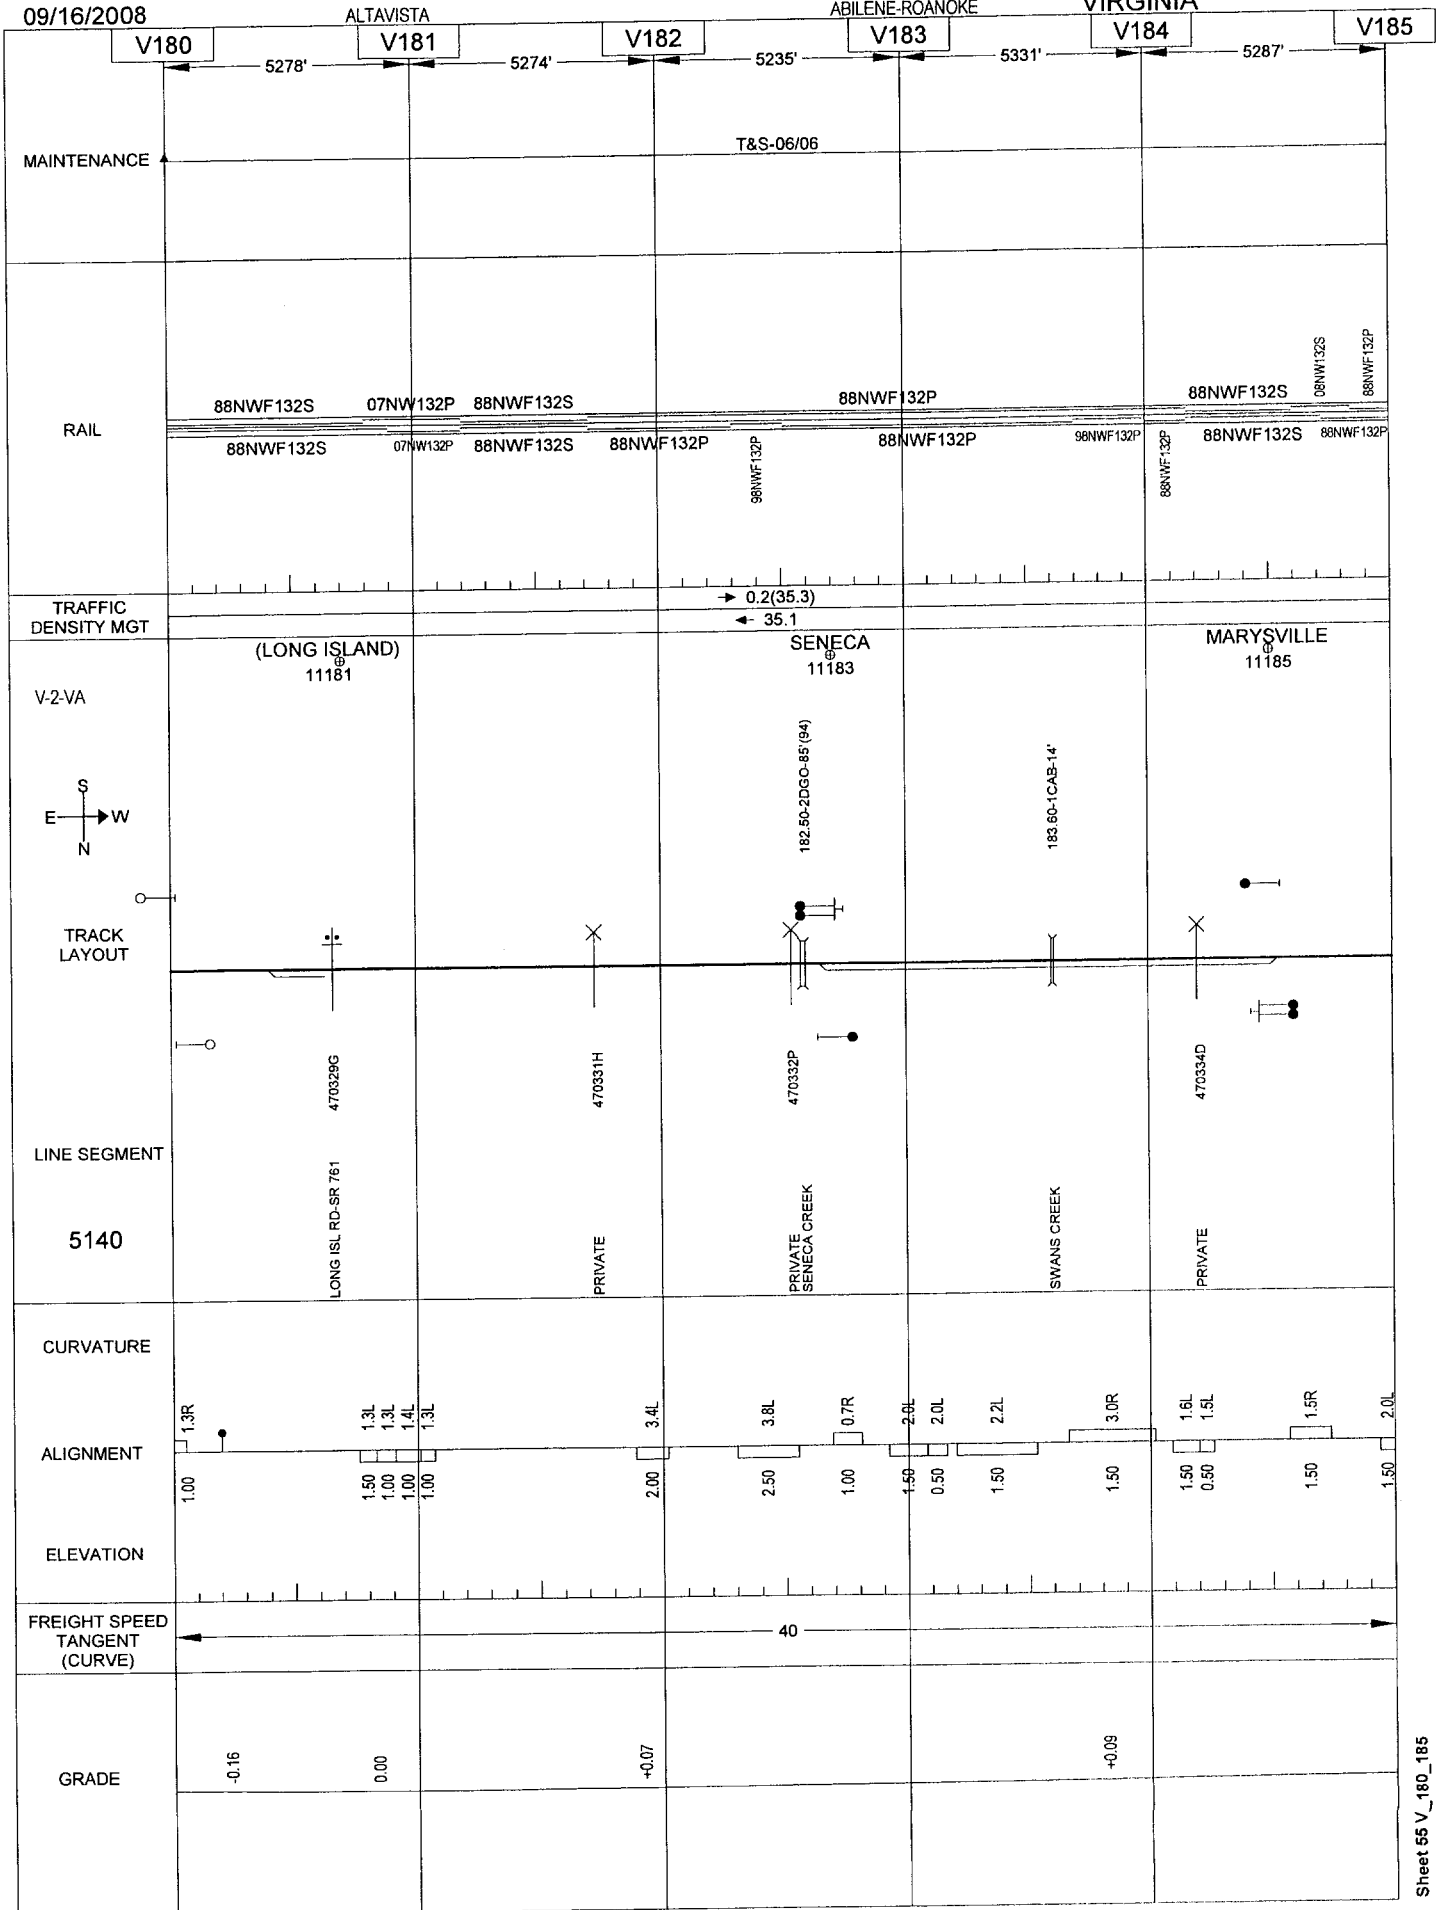 09/16/2008
ALTAVISTA
ABILENE-ROANOKE
VIRGINIA
V180
V181
V182
V183
V184
V185
5278'
5274'
5235'
5331'
5287'
MAINTENANCE
T&S-06/06
RAIL
88NWF132S
07NW132P
88NWF132S
88NWF132P
88NWF132S
08NW132S
88NWF132P
88NWF132S
07NW132P
88NWF132S
88NWF132P
98NWF132P
88NWF132P
98NWF132P
88NWF132P
88NWF132S
88NWF132P
TRAFFIC
DENSITY MGT
0.2(35.3)
35.1
(LONG ISLAND)
11181
SENECA
11183
MARYSVILLE
11185
V-2-VA
S
E
W
N
182.50-2DGO-85'(94)
183.60-1CAB-14'
TRACK
LAYOUT
470329G
470331H
470332P
470334D
LINE SEGMENT
5140
LONG ISL RD-SR 761
PRIVATE
PRIVATE
SENECA CREEK
SWANS CREEK
PRIVATE
CURVATURE
1.3R
1.3L
1.3L
1.4L
1.3L
3.4L
3.8L
0.7R
2.0L
2.0L
2.2L
3.0R
1.6L
1.5L
1.5R
2.0L
ALIGNMENT
1.00
1.50
1.00
1.00
1.00
2.00
2.50
1.00
1.50
0.50
1.50
1.50
1.50
0.50
1.50
1.50
ELEVATION
FREIGHT SPEED
TANGENT
(CURVE)
40
GRADE
-0.16
0.00
+0.07
+0.09
Sheet 55 V_180_185